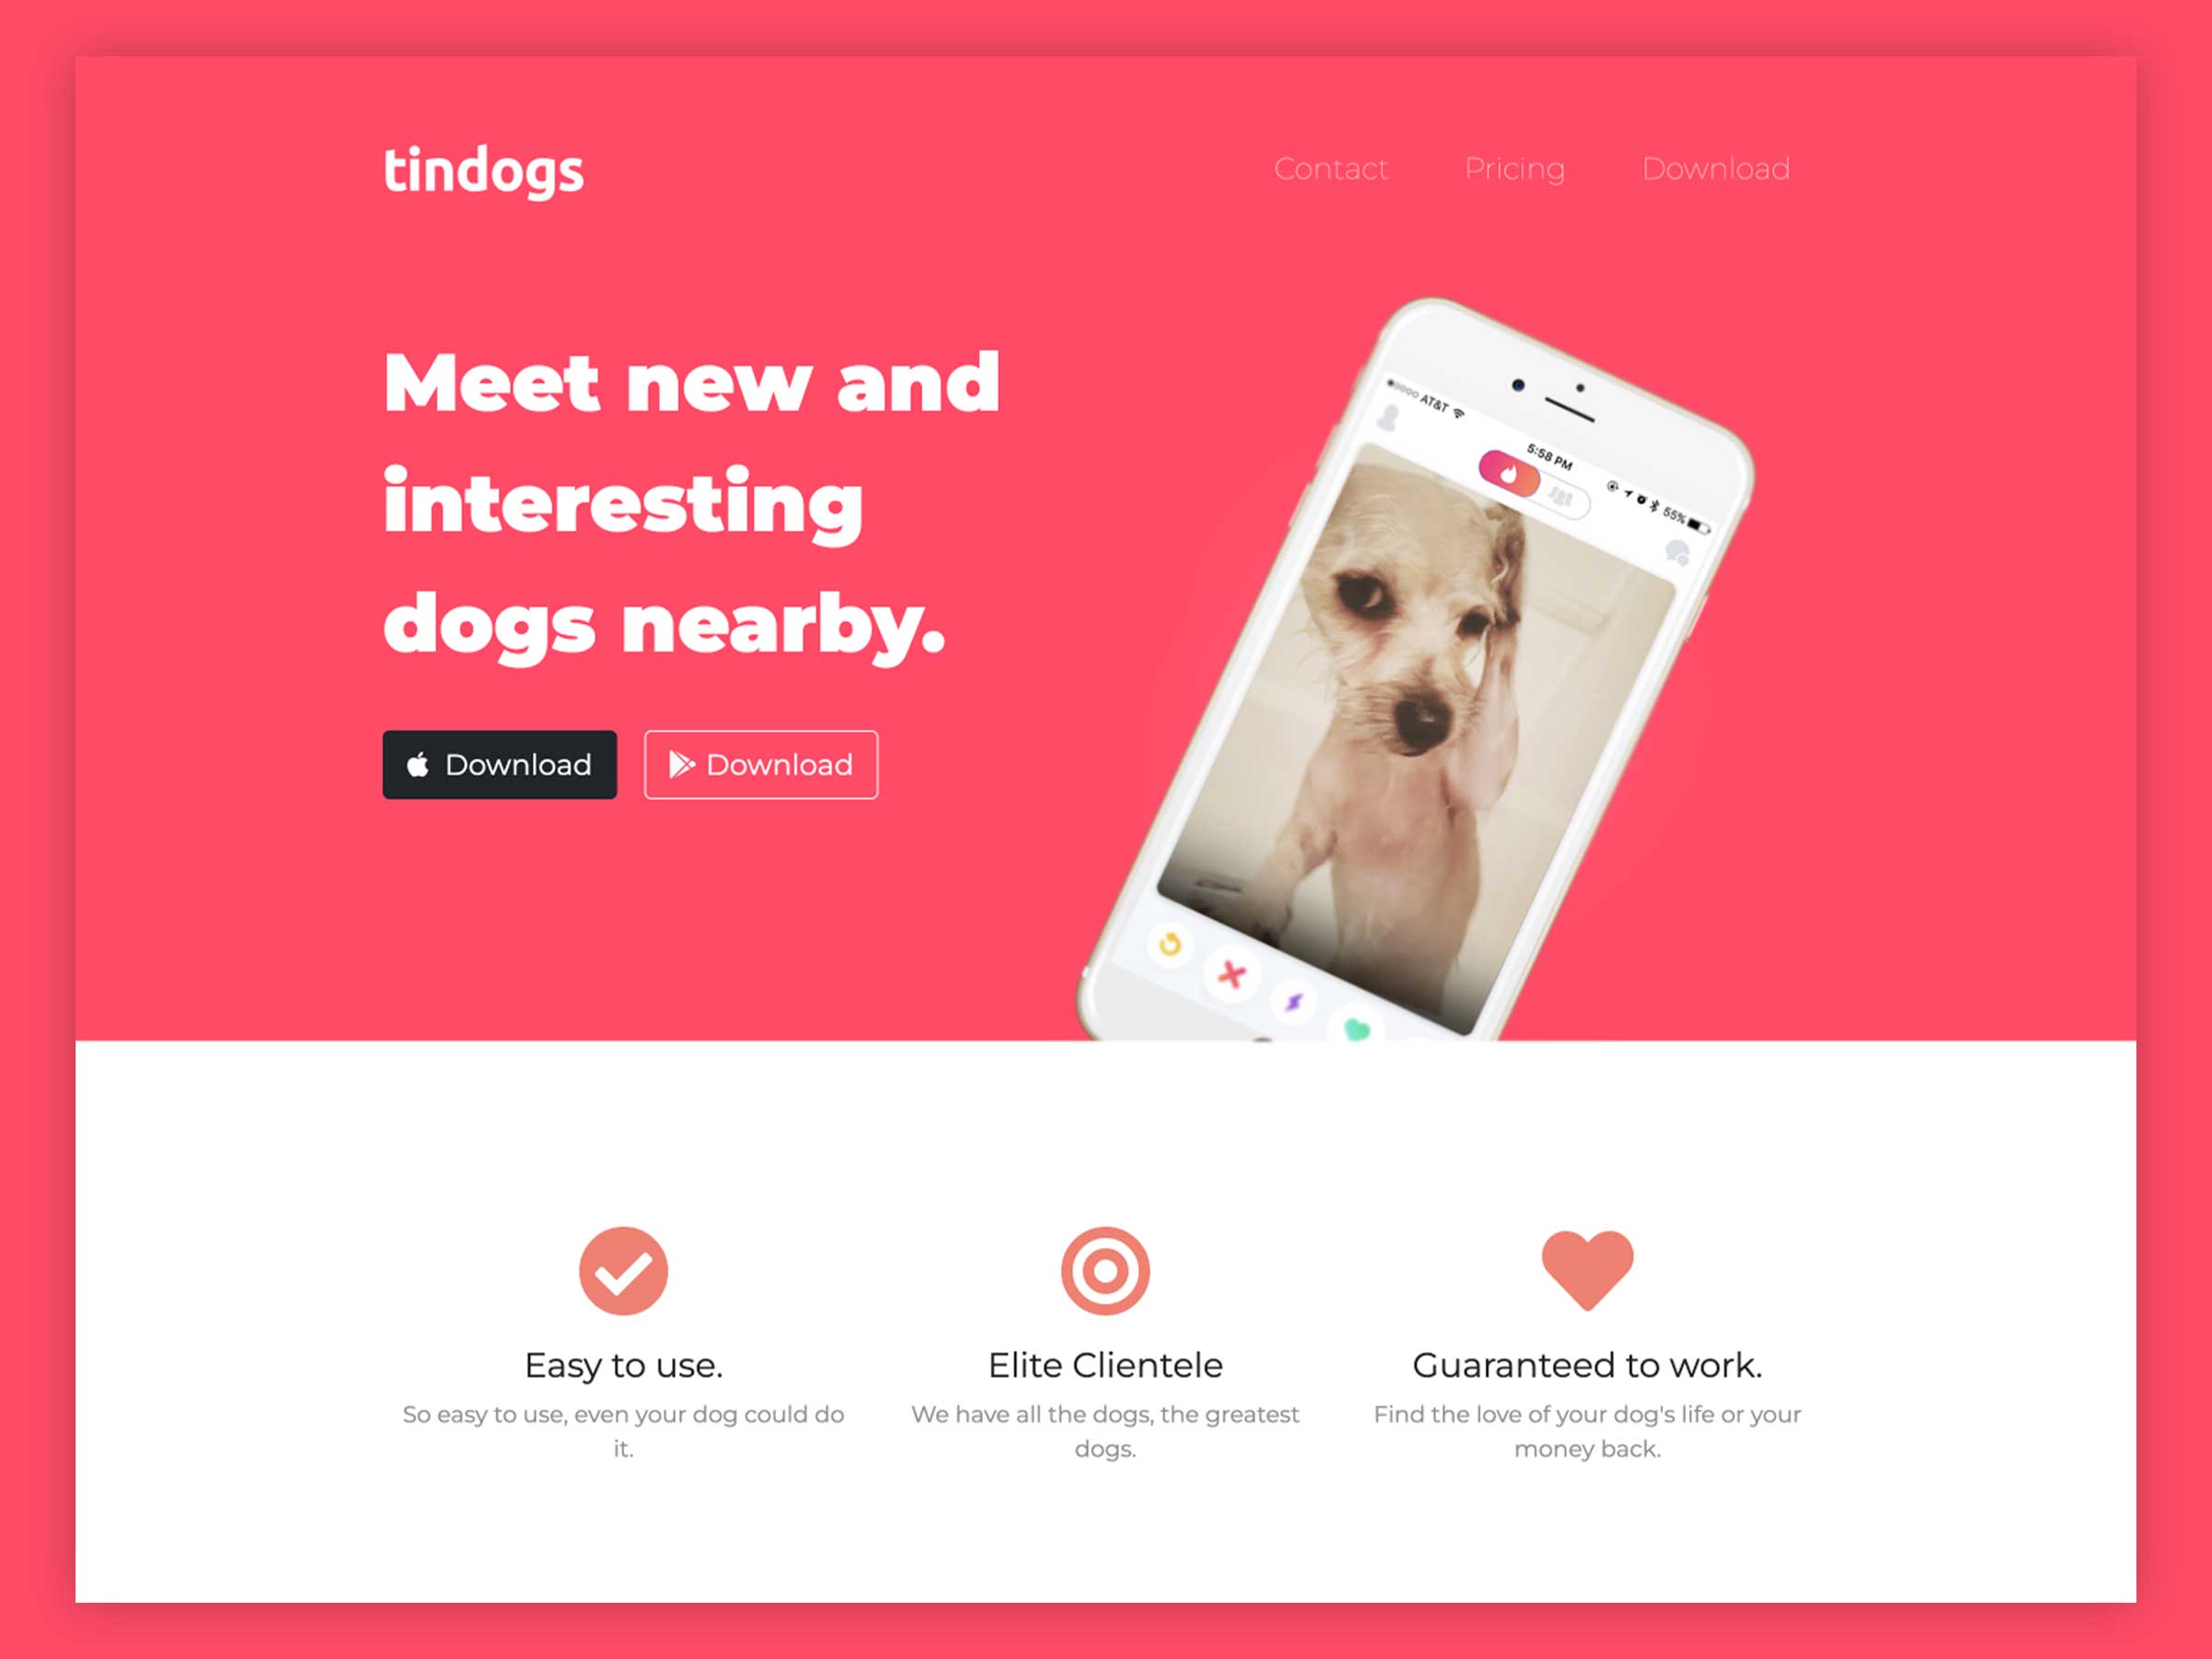 tindogs
Contact Pricing Download
Meet new and
interesting
dogs nearby.
Download Download
AT&T
5:58 PM
55%
Easy to use.
So easy to use, even your dog could do
it.
Elite Clientele
We have all the dogs, the greatest
dogs.
Guaranteed to work.
Find the love of your dog's life or your
money back.